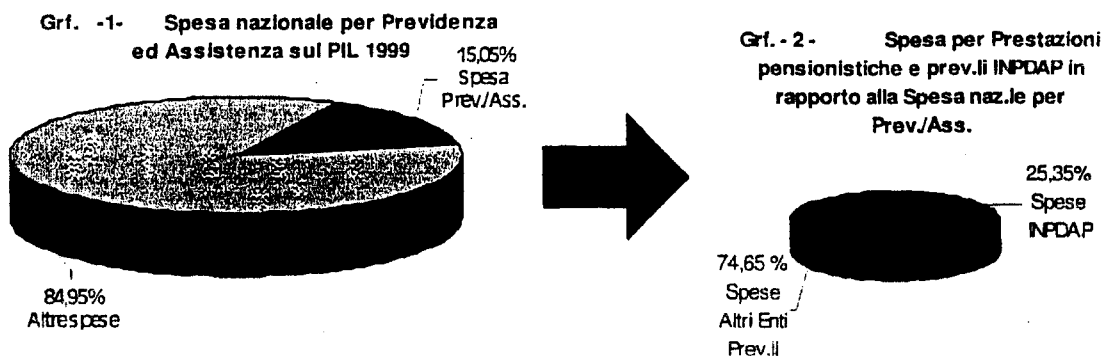 Grf. -1- Spesa nazionale per Previdenza
ed Assistenza sul PIL 1999
15,05%
Spesa
Prev./Ass.
84,95%
Altre spese
Grf. - 2 - Spesa per Prestazioni
pensionistiche e prev.li INPDAP in
rapporto alla Spesa naz.le per
Prev./Ass.
25,35%
Spese
INPDAP
74,65 %
Spese
Altri Enti
Prev.li